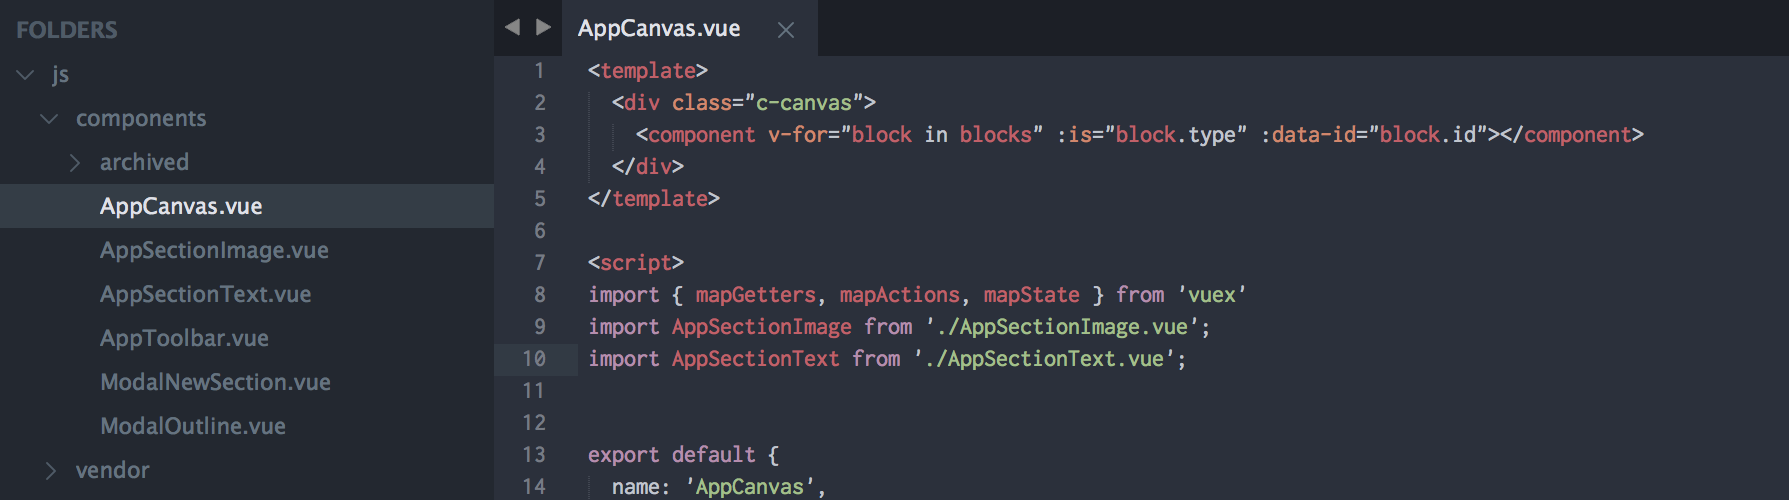 FOLDERS
js
components
archived
AppCanvas.vue
AppSectionImage.vue
AppSectionText.vue
AppToolbar.vue
ModalNewSection.vue
ModalOutline.vue
vendor
AppCanvas.vue
1 <template>
2 <div class="c-canvas">
3 <component v-for="block in blocks" :is="block.type" :data-id="block.id"></component>
4 </div>
5 </template>
6
7 <script>
8 import { mapGetters, mapActions, mapState } from 'vuex'
9 import AppSectionImage from './AppSectionImage.vue';
10 import AppSectionText from './AppSectionText.vue';
11
12
13 export default {
14 name: 'AppCanvas',